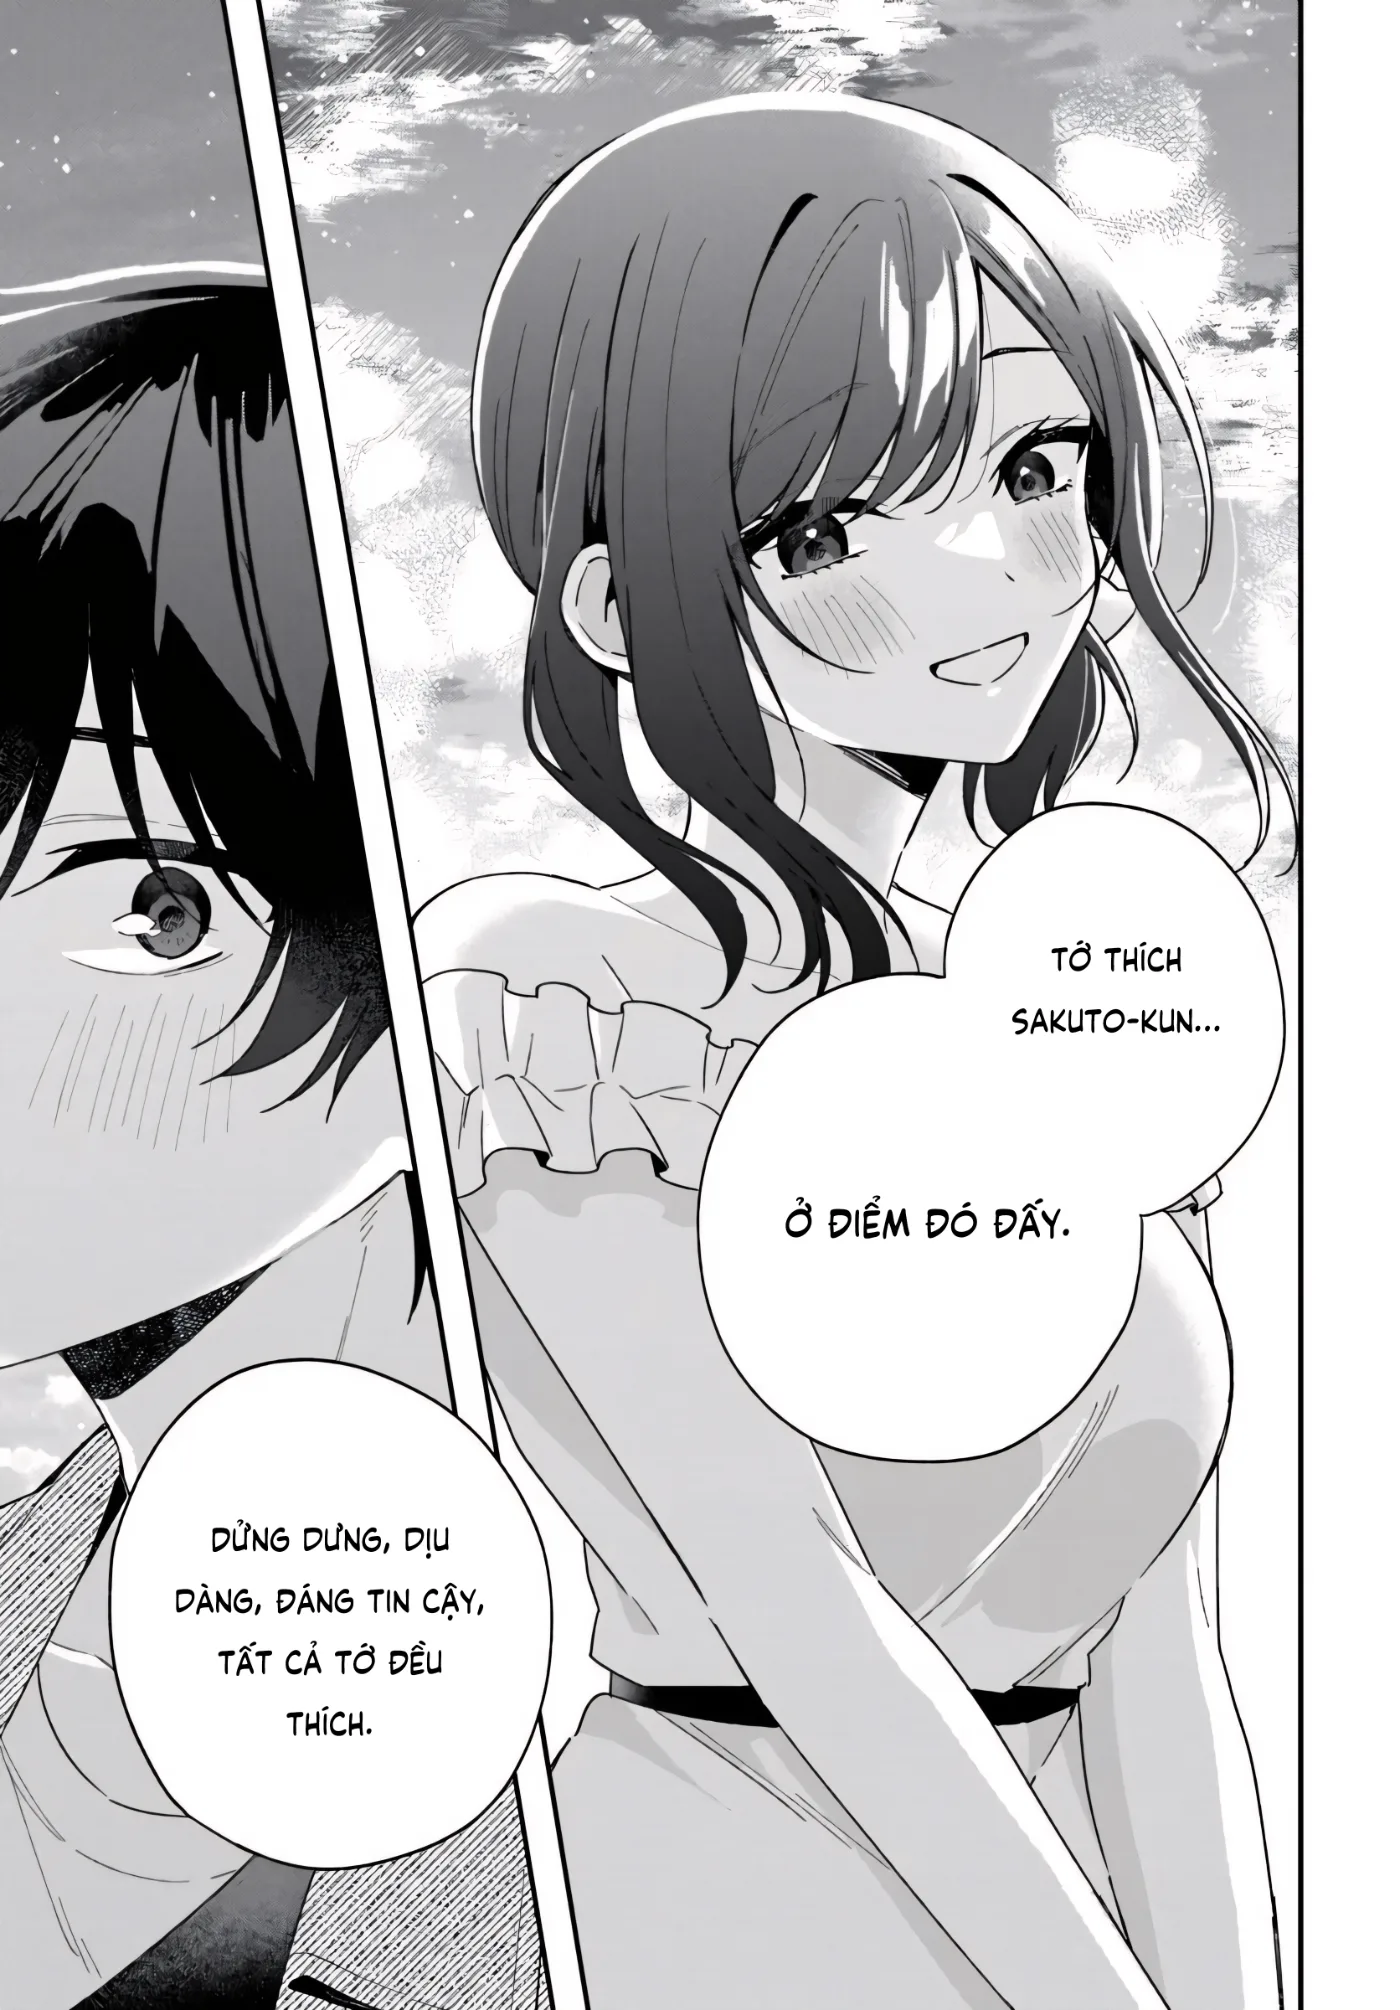 TỚ THÍCH
SAKUTO-KUN...
Ở ĐIỂM ĐÓ ĐẤY.
DỬNG DƯNG, DỊU
DÀNG, ĐÁNG TIN CẬY,
TẤT CẢ TỚ ĐỀU
THÍCH.